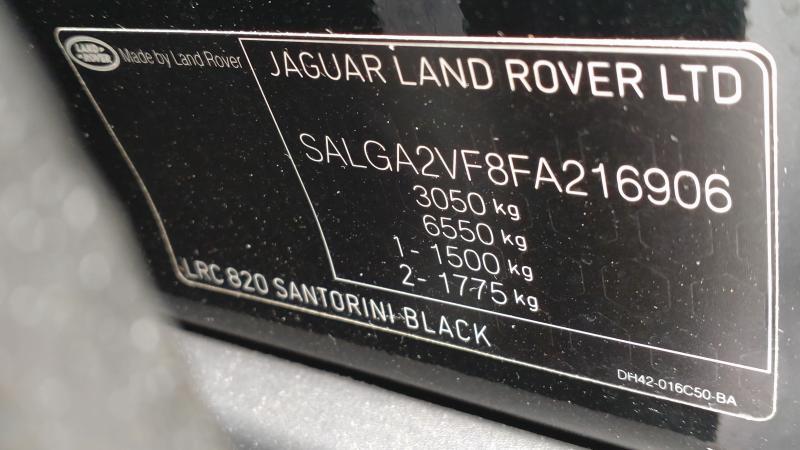 LAND ROVER
Made by Land Rover
JAGUAR LAND ROVER LTD
SALGA2VF8FA216906
3050 kg
6550 kg
1- 1500 kg
2- 1775 kg
LRC 820 SANTORINI BLACK
DH42-016C50-BA